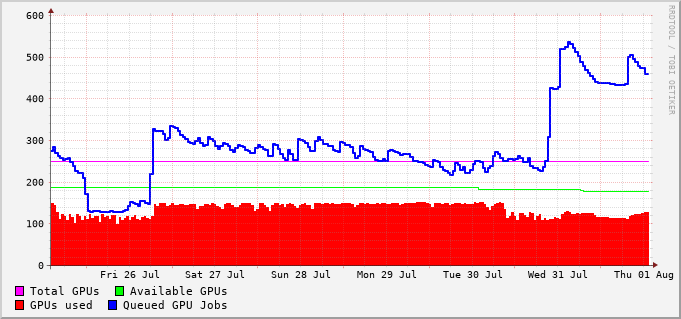 RRDTOOL / TOBI OETIKER
600
500
400
300
200
100
0
Fri 26 Jul Sat 27 Jul Sun 28 Jul Mon 29 Jul Tue 30 Jul Wed 31 Jul Thu 01 Aug
Total GPUs Available GPUs
GPUs used Queued GPU Jobs